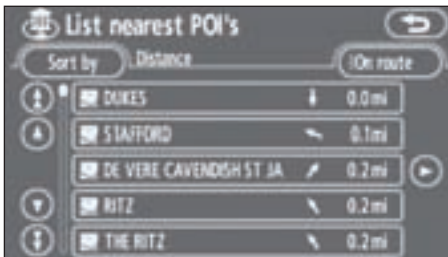 List nearest POI's
Sort by Distance On route
DUKES 0.0mi
STAFFORD 0.1mi
DE VERE CAVENDISH ST JA 0.2mi
RITZ 0.2mi
THE RITZ 0.2mi